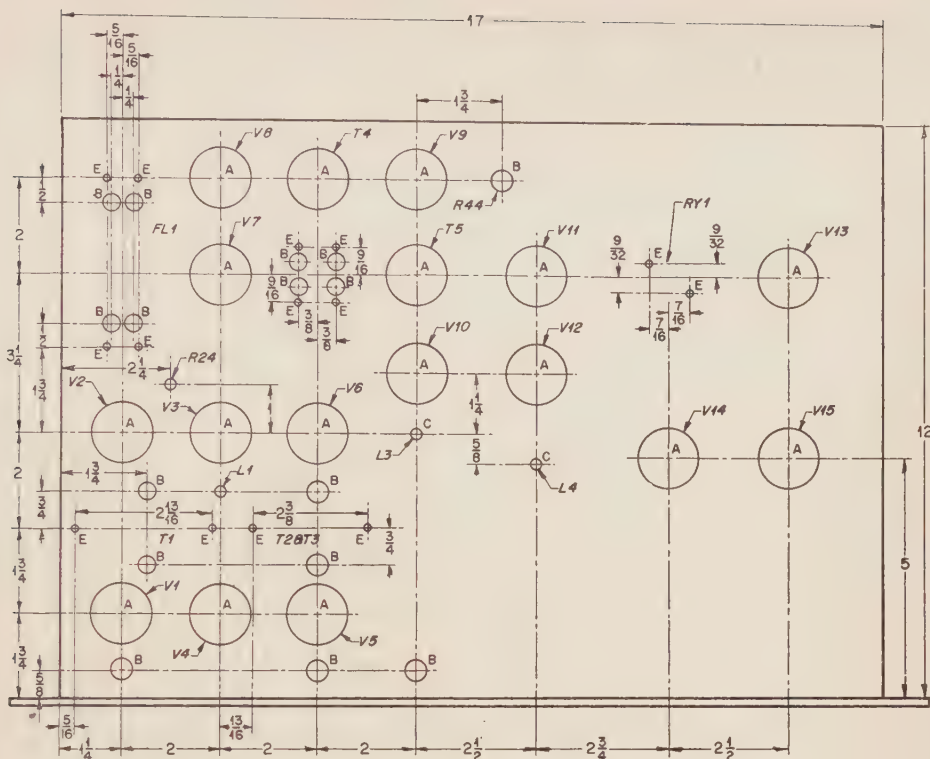 17
5/16
5/16
1/4
1/4
1 3/4
V8 T4 V9
A A A B
E E
B B
R44
1/2
2
FL1
V7 T5 V11 RY1 V13
A A A A
E E
B B
B B
E E
9/16
9/16
3/8
3/8
9/32
9/32
E
E
7/16
7/16
B B
E E
1/2
3 1/4
1 3/4
2 1/4
R24
1
V10 V12
A A
1 1/4
V2 V3 V6
A A A
C
L3
5/8
C
L4
V14 V15
A A
12
1 3/4
L1
B B
2
3/4
2 13/16 2 3/8
E T1 E E T2&T3 E
3/4
B B
5
1 3/4
V1
A A A
V4 V5
1 3/4
B B B
5/8
5/16
13/16
1 1/4 2 2 2 2 1/2 2 3/4 2 1/2